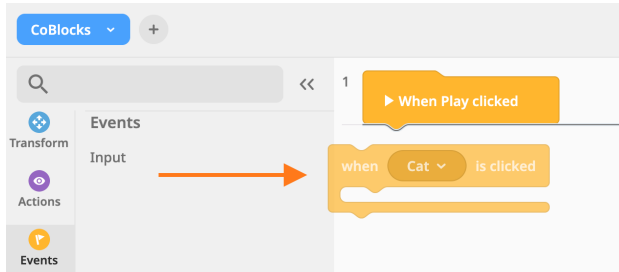 CoBlocks
+
Events
1
When Play clicked
Transform
Input
when Cat is clicked
Actions
Events